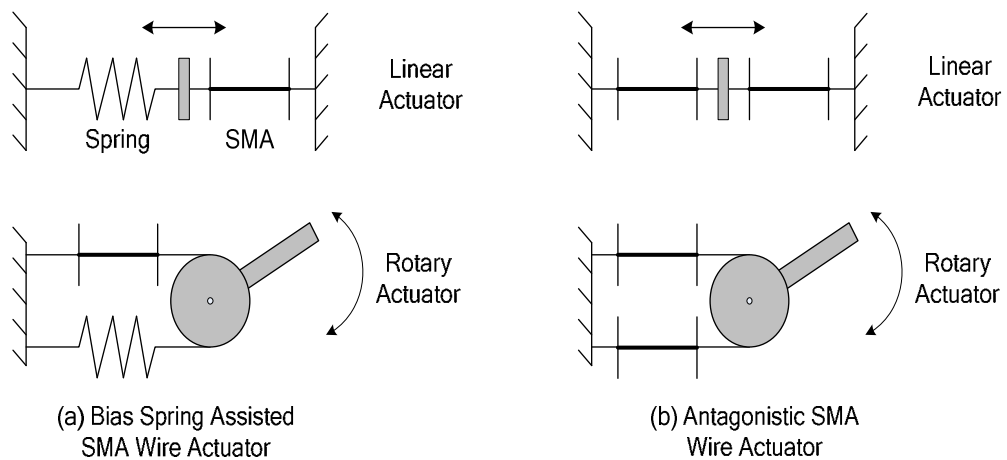 Linear
Actuator
Spring
SMA
Linear
Actuator
Rotary
Actuator
Rotary
Actuator
(a) Bias Spring Assisted
SMA Wire Actuator
(b) Antagonistic SMA
Wire Actuator